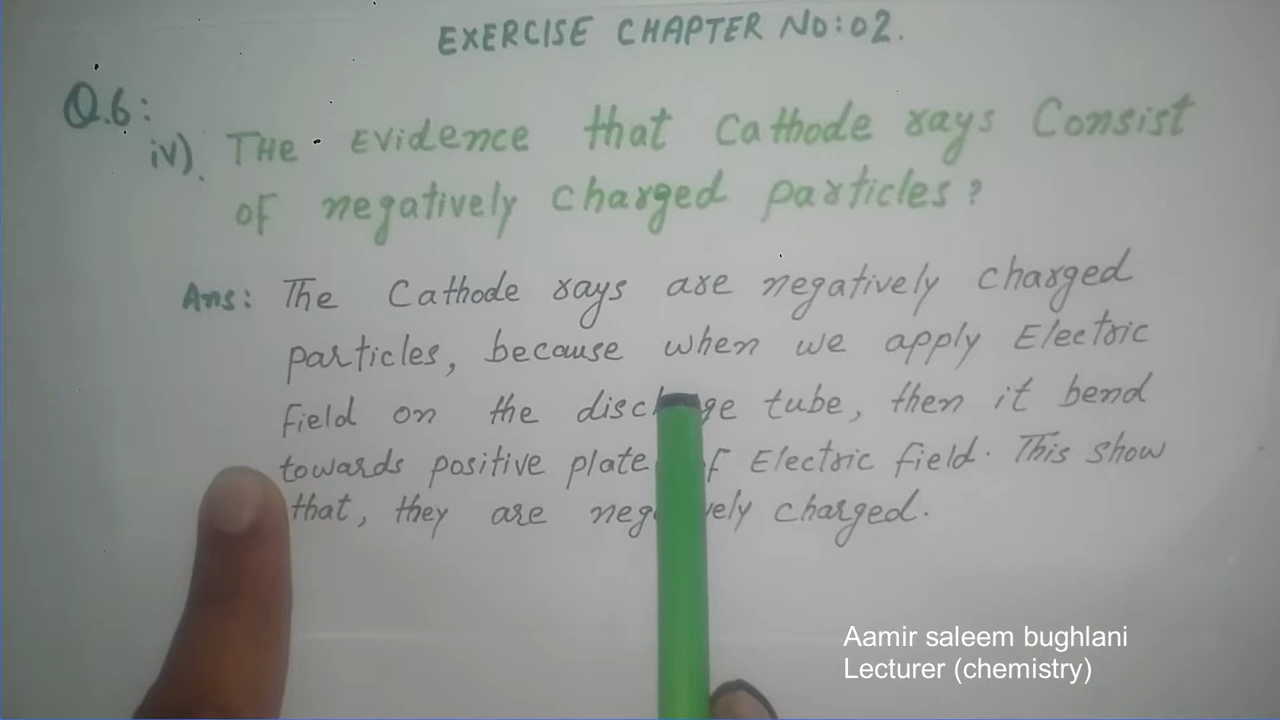 EXERCISE CHAPTER NO:02.
Q.6:
iv). THE EVidence that Cathode rays Consist
of negatively charged particles?
Ans: The Cathode rays are negatively charged
particles, because when we apply Electric
field on the tube, then it bend
towards positive plate of Electric field. This show
that, they are charged.
Aamir saleem bughlani
Lecturer (chemistry)